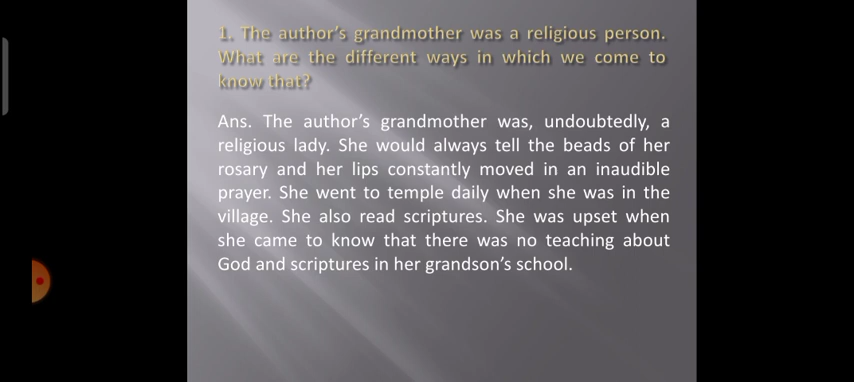 1. The author's grandmother was a religious person.
What are the different ways in which we come to
know that?
Ans. The author's grandmother was, undoubtedly, a
religious lady. She would always tell the beads of her
rosary and her lips constantly moved in an inaudible
prayer. She went to temple daily when she was in the
village. She also read scriptures. She was upset when
she came to know that there was no teaching about
God and scriptures in her grandson's school.